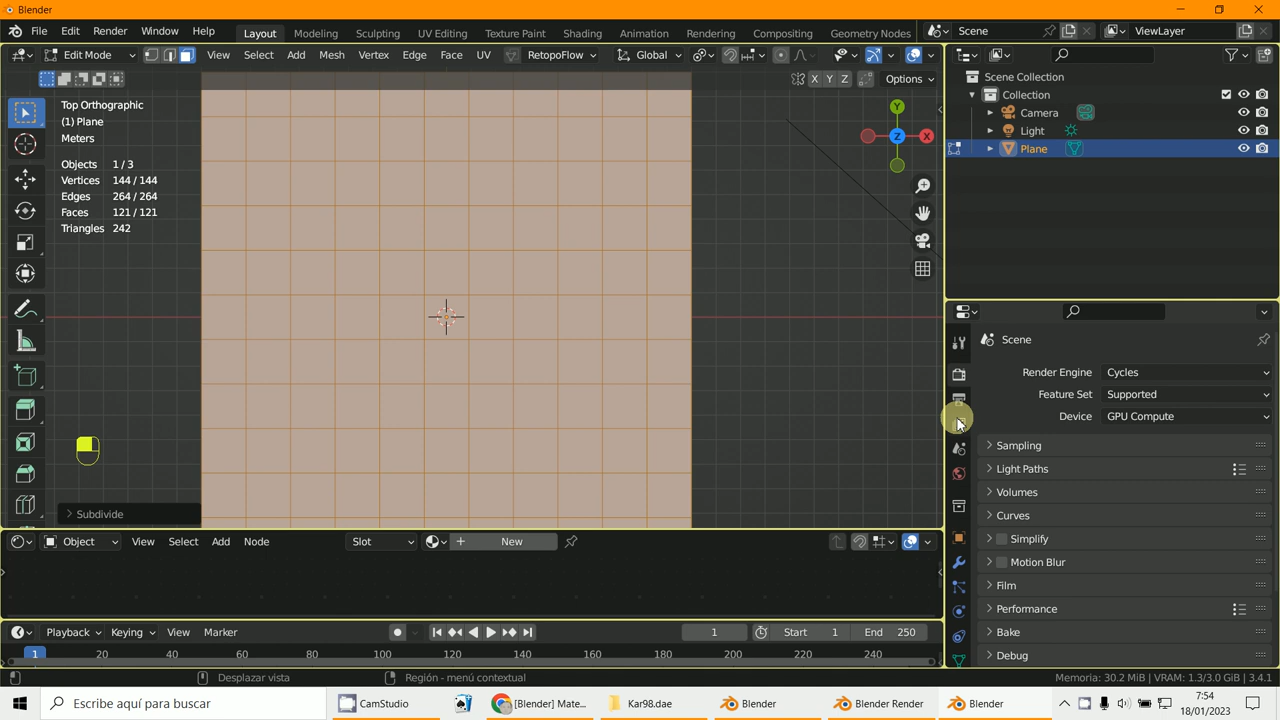 Blender
File Edit Render Window Help Layout Modeling Sculpting UV Editing Texture Paint Shading Animation Rendering Compositing Geometry Nodes Scene ViewLayer
Edit Mode View Select Add Mesh Vertex Edge Face UV RetopoFlow Global
X Y Z Options
Top Orthographic
(1) Plane
Meters
Objects 1 / 3
Vertices 144 / 144
Edges 264 / 264
Faces 121 / 121
Triangles 242
Y
Z X
Subdivide
Scene Collection
Collection
Camera
Light
Plane
Scene
Render Engine Cycles
Feature Set Supported
Device GPU Compute
Sampling
Light Paths
Volumes
Curves
Simplify
Motion Blur
Film
Performance
Bake
Debug
Object View Select Add Node Slot New
Playback Keying View Marker 1 Start 1 End 250
1 20 40 60 80 100 120 140 160 180 200 220 240
Desplazar vista Región - menú contextual Memoria: 30.2 MiB | VRAM: 1.3/3.0 GiB | 3.4.1
Escribe aquí para buscar CamStudio [Blender] Mate... Kar98.dae Blender Blender Render Blender 7:54
18/01/2023